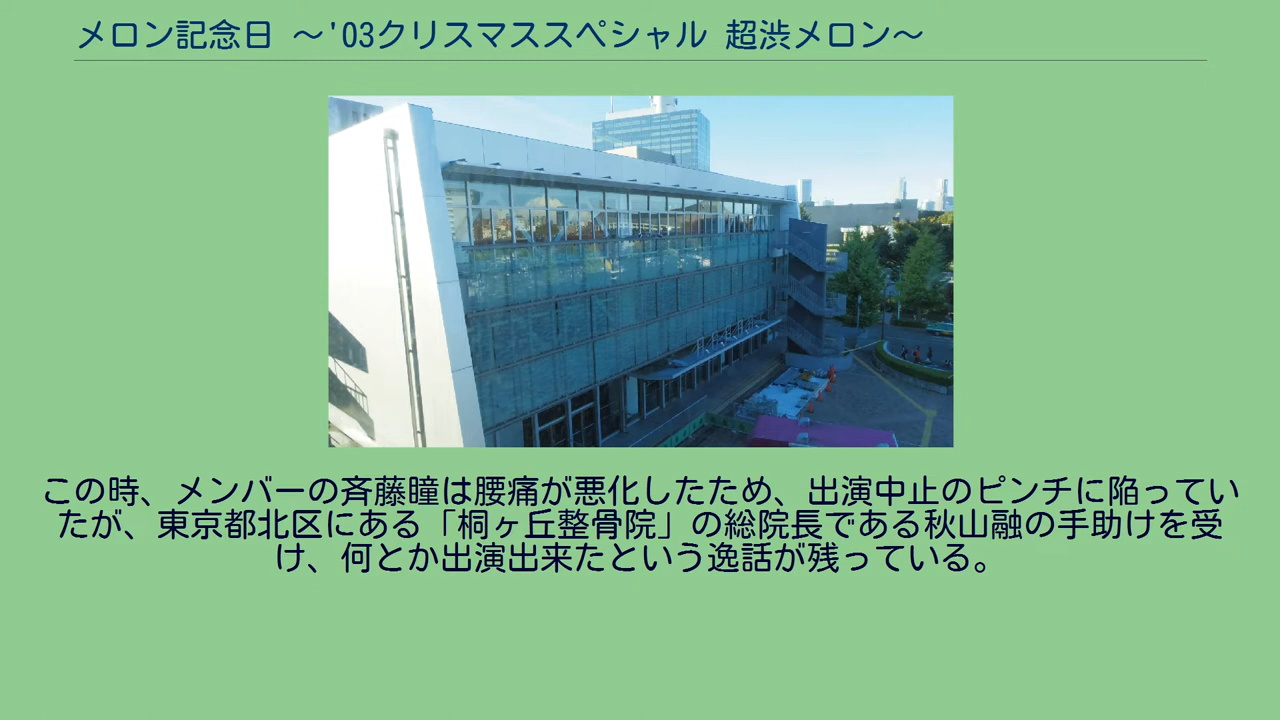 メロン記念日 〜'03クリスマススペシャル 超渋メロン〜
この時、メンバーの斉藤瞳は腰痛が悪化したため、出演中止のピンチに陥ってい
たが、東京都北区にある「桐ヶ丘整骨院」の総院長である秋山融の手助けを受
け、何とか出演出来たという逸話が残っている。